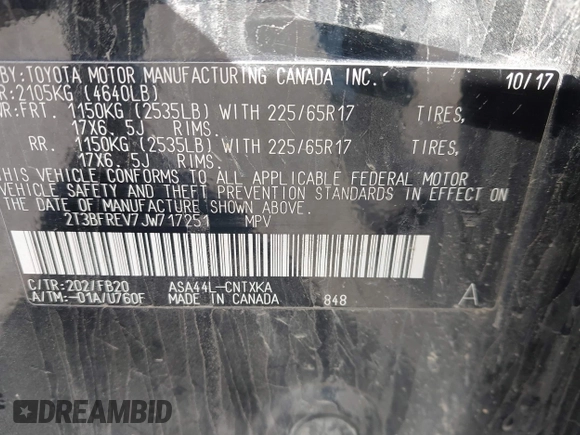 BY: TOYOTA MOTOR MANUFACTURING CANADA INC. 10/17
R: 2105KG (4640LB)
WR: FRT. 1150KG (2535LB) WITH 225/65R17 TIRES,
17X6. 5J RIMS.
RR. 1150KG (2535LB) WITH 225/65R17 TIRES,
17X6. 5J RIMS.
THIS VEHICLE CONFORMS TO ALL APPLICABLE FEDERAL MOTOR
VEHICLE SAFETY AND THEFT PREVENTION STANDARDS IN EFFECT ON
THE DATE OF MANUFACTURE SHOWN ABOVE.
2T3BFREV7JW717251 MPV
C/TR: 202/FB20 ASA44L-CNTXKA
A/TM: -01A/U760F MADE IN CANADA 848 A
DREAMBID